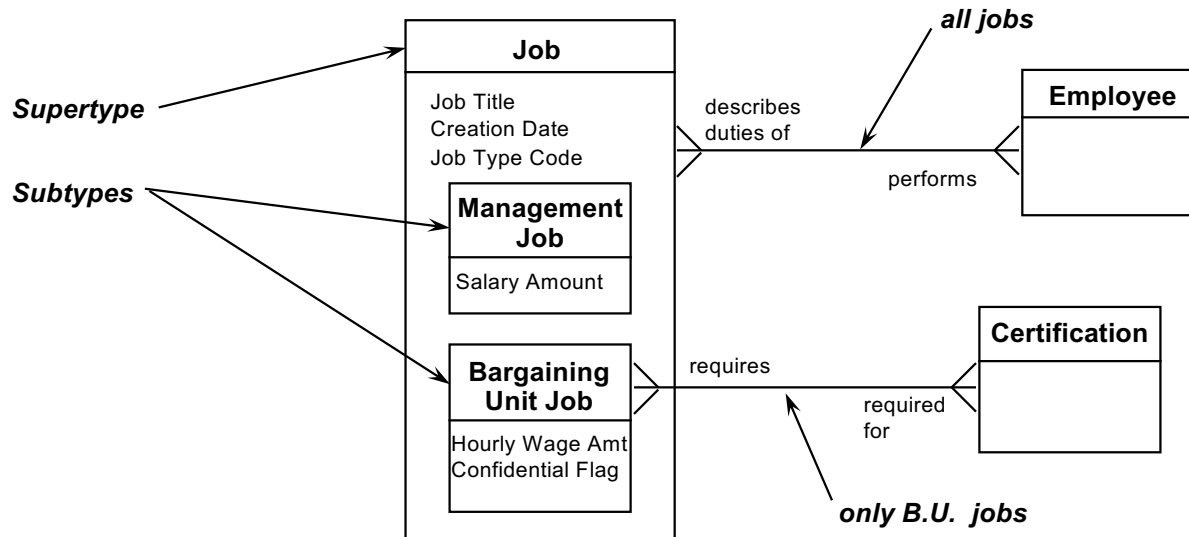 all jobs
Job
Supertype
Job Title
Creation Date
Job Type Code
describes
duties of
Employee
performs
Subtypes
Management
Job
Salary Amount
Bargaining
Unit Job
Hourly Wage Amt
Confidential Flag
requires
required
for
Certification
only B.U. jobs